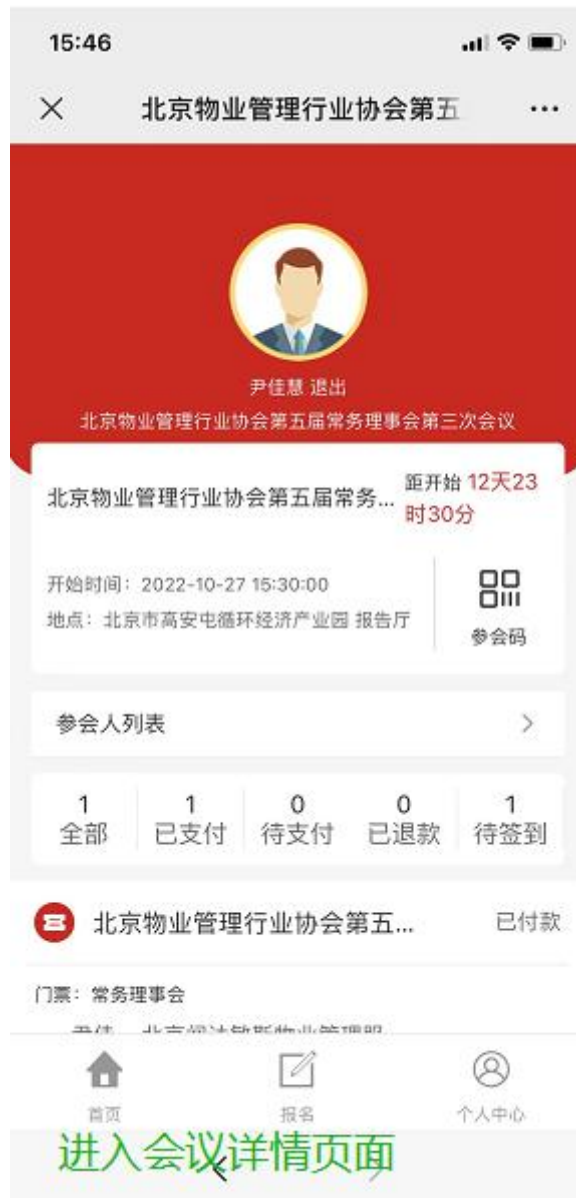 15:46
北京物业管理行业协会第五
尹佳慧 退出
北京物业管理行业协会第五届常务理事会第三次会议
北京物业管理行业协会第五届常务... 距开始 12天23
时30分
开始时间：2022-10-27 15:30:00
地点：北京市高安屯循环经济产业园 报告厅
参会码
参会人列表
1 1 0 0 1
全部 已支付 待支付 已退款 待签到
北京物业管理行业协会第五... 已付款
门票：常务理事会
首页 报名 个人中心
进入会议详情页面